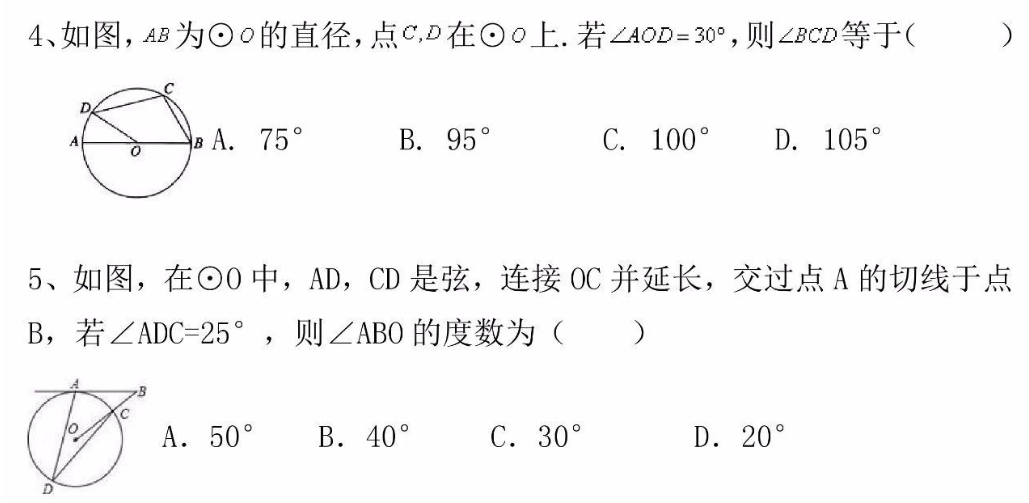 4、如图，AB为⊙O的直径，点C,D在⊙O上．若∠AOD=30°，则∠BCD等于(　　)
D C A O B A． 75° B． 95° C． 100° D． 105°
5、如图，在⊙O中，AD，CD是弦，连接OC并延长，交过点A的切线于点
B，若∠ADC=25°，则∠ABO的度数为（　　）
A B C O D A．50° B．40° C．30° D．20°